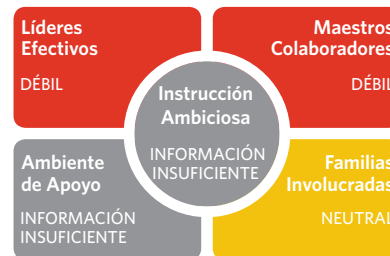 Líderes
Efectivos
DÉBIL
Maestros
Colaboradores
DÉBIL
Instrucción
Ambiciosa
INFORMACIÓN
INSUFICIENTE
Ambiente
de Apoyo
INFORMACIÓN
INSUFICIENTE
Familias
Involucradas
NEUTRAL